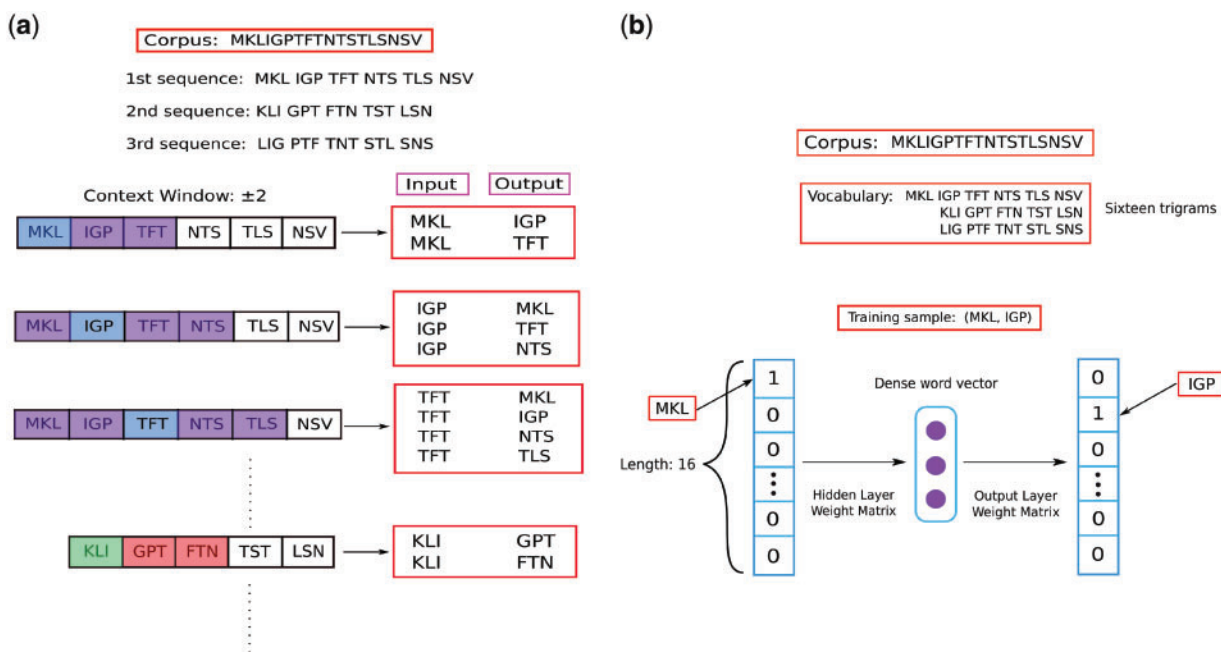 (a)
Corpus: MKLIGPTFTNTSTLSNSV
1st sequence: MKL IGP TFT NTS TLS NSV
2nd sequence: KLI GPT FTN TST LSN
3rd sequence: LIG PTF TNT STL SNS
Context Window: ±2
Input Output
MKL IGP TFT NTS TLS NSV
MKL IGP
MKL TFT
MKL IGP TFT NTS TLS NSV
IGP MKL
IGP TFT
IGP NTS
MKL IGP TFT NTS TLS NSV
TFT MKL
TFT IGP
TFT NTS
TFT TLS
KLI GPT FTN TST LSN
KLI GPT
KLI FTN
(b)
Corpus: MKLIGPTFTNTSTLSNSV
Vocabulary: MKL IGP TFT NTS TLS NSV
KLI GPT FTN TST LSN
LIG PTF TNT STL SNS
Sixteen trigrams
Training sample: (MKL, IGP)
MKL
Length: 16
1
0
0
0
0
Dense word vector
Hidden Layer
Weight Matrix
Output Layer
Weight Matrix
0
1
0
0
0
IGP